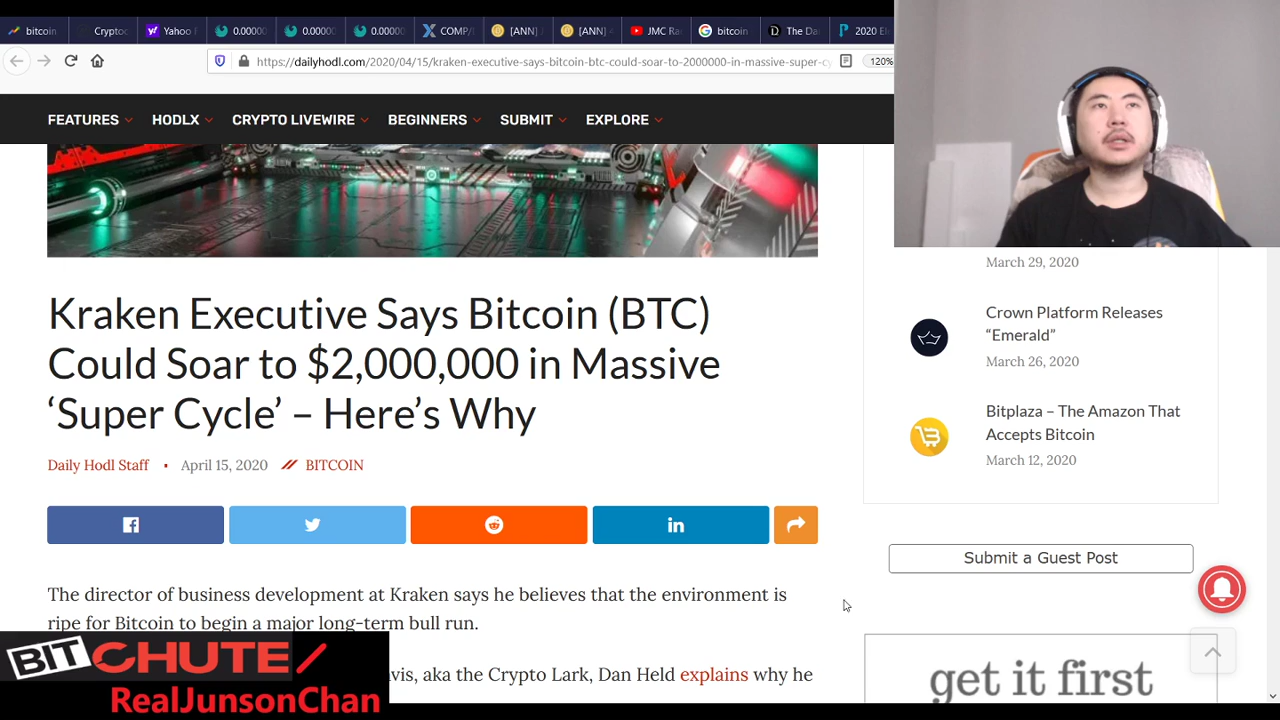 bitcoin
Cryptoc
Yahoo F
0.00000
0.00000
0.00000
COMP/
[ANN]
[ANN]
JMC Ra
bitcoin
The Da
2020 El
https://dailyhodl.com/2020/04/15/kraken-executive-says-bitcoin-btc-could-soar-to-2000000-in-massive-super-cy
120%
FEATURES
HODLX
CRYPTO LIVEWIRE
BEGINNERS
SUBMIT
EXPLORE
March 29, 2020
Crown Platform Releases
“Emerald”
March 26, 2020
Bitplaza – The Amazon That
Accepts Bitcoin
March 12, 2020
Kraken Executive Says Bitcoin (BTC)
Could Soar to $2,000,000 in Massive
‘Super Cycle’ – Here’s Why
Daily Hodl Staff
April 15, 2020
BITCOIN
Submit a Guest Post
The director of business development at Kraken says he believes that the environment is
ripe for Bitcoin to begin a major long-term bull run.
vis, aka the Crypto Lark, Dan Held explains why he
get it first
BITCHUTE
RealJunsonChan